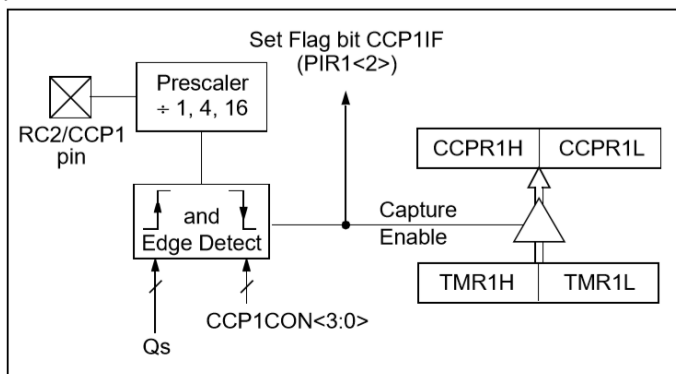 Set Flag bit CCP1IF
(PIR1<2>)
Prescaler
÷ 1, 4, 16
RC2/CCP1
pin
CCPR1H
CCPR1L
and
Edge Detect
Capture
Enable
TMR1H
TMR1L
CCP1CON<3:0>
Qs